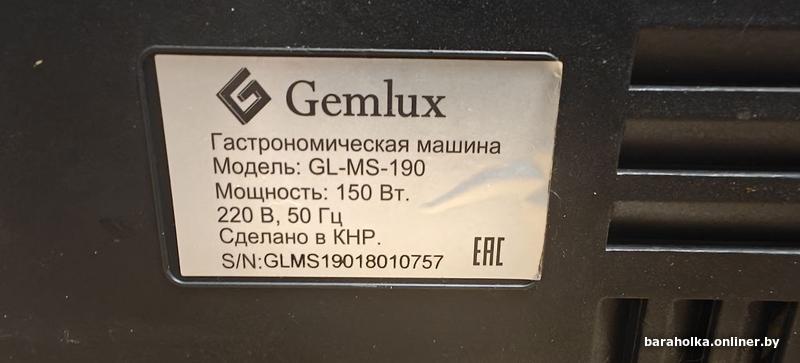 Gemlux
Гастрономическая машина
Модель: GL-MS-190
Мощность: 150 Вт.
220 В, 50 Гц
Сделано в КНР.
S/N:GLMS19018010757
EAC
baraholka.onliner.by